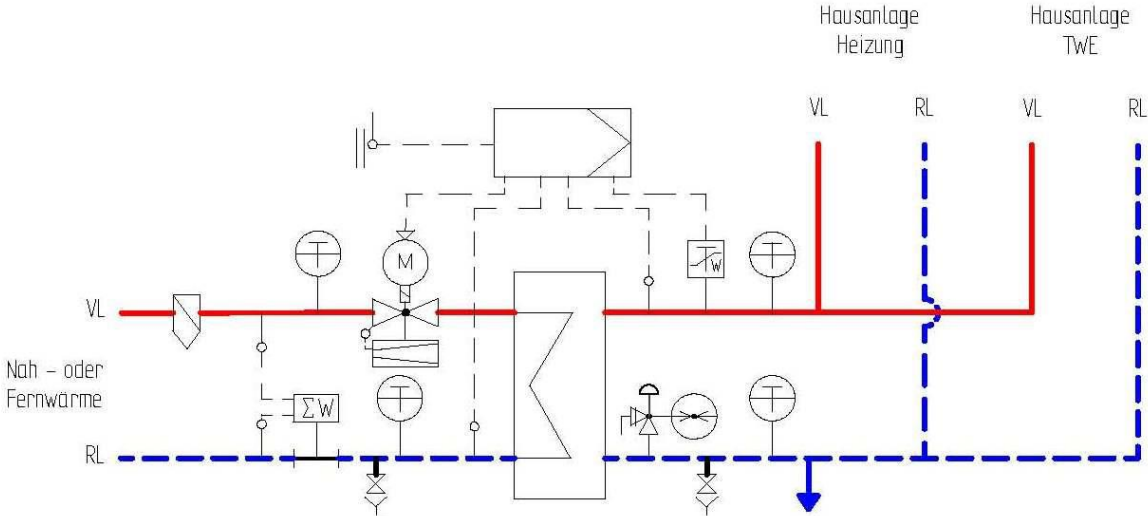 Hausanlage
Heizung
Hausanlage
TWE
VL
RL
VL
RL
T
M
T
W
T
VL
Nah - oder
Fernwärme
ΣW
T
T
RL